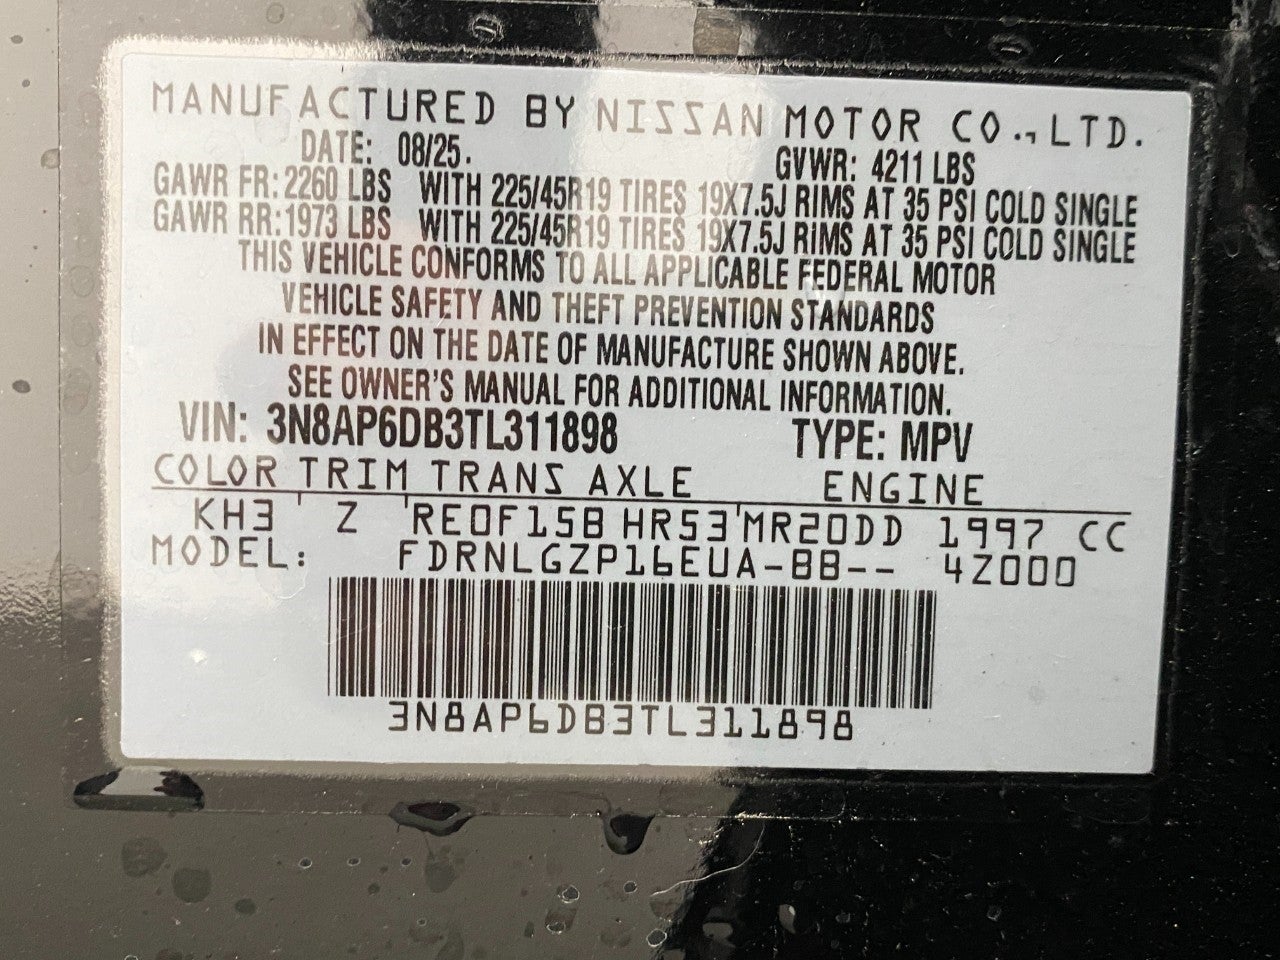 MANUFACTURED BY NISSAN MOTOR CO., LTD.
DATE: 08/25. GVWR: 4211 LBS
GAWR FR: 2260 LBS WITH 225/45R19 TIRES 19X7.5J RIMS AT 35 PSI COLD SINGLE
GAWR RR: 1973 LBS WITH 225/45R19 TIRES 19X7.5J RIMS AT 35 PSI COLD SINGLE
THIS VEHICLE CONFORMS TO ALL APPLICABLE FEDERAL MOTOR
VEHICLE SAFETY AND THEFT PREVENTION STANDARDS
IN EFFECT ON THE DATE OF MANUFACTURE SHOWN ABOVE.
SEE OWNER'S MANUAL FOR ADDITIONAL INFORMATION.
VIN: 3N8AP6DB3TL311898 TYPE: MPV
COLOR TRIM TRANS AXLE ENGINE
KH3 Z RE0F15B HR53 MR20DD 1997 CC
MODEL: FDRNLGZP16EUA-BB-- 4Z000
3N8AP6DB3TL311898